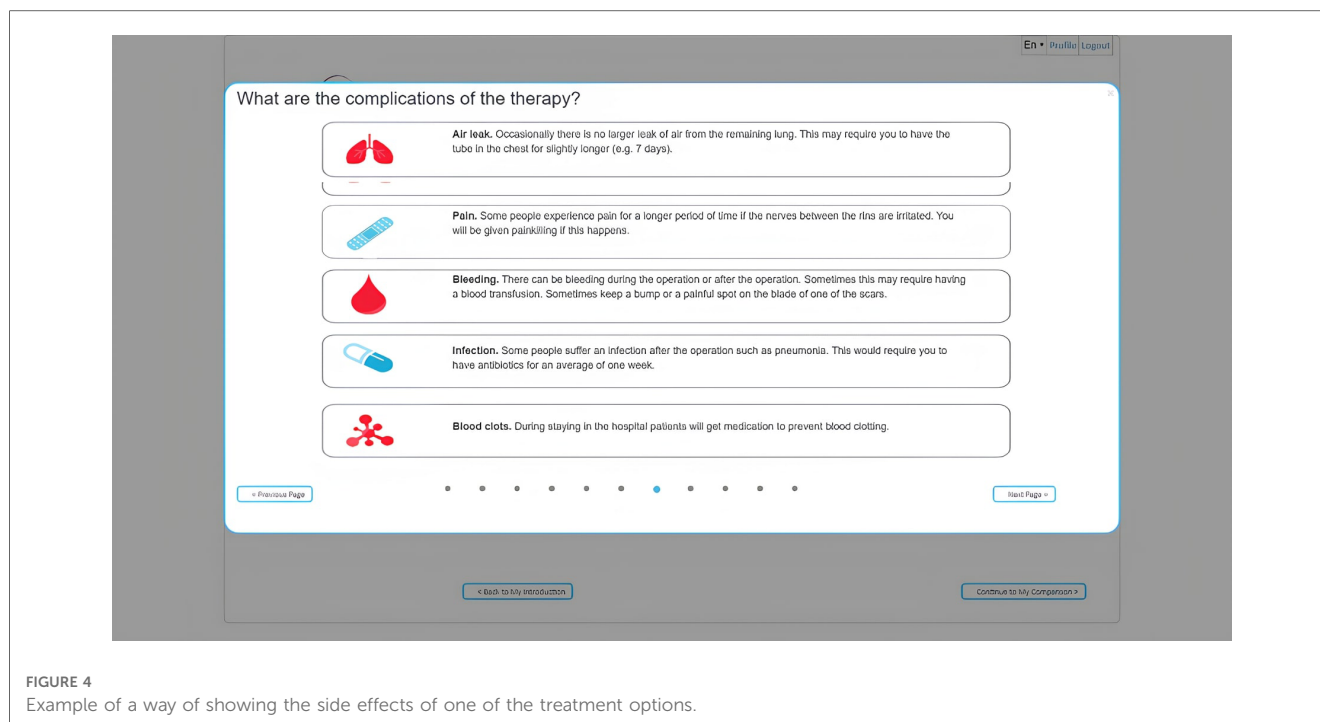 En ▾ Profile Logout
What are the complications of the therapy?
×
Air leak. Occasionally there is no larger leak of air from the remaining lung. This may require you to have the
tube in the chest for slightly longer (e.g. 7 days).
Pain. Some people experience pain for a longer period of time if the nerves between the rins are irritated. You
will be given painkilling if this happens.
Bleeding. There can be bleeding during the operation or after the operation. Sometimes this may require having
a blood transfusion. Sometimes keep a bump or a painful spot on the blade of one of the scars.
Infection. Some people suffer an infection after the operation such as pneumonia. This would require you to
have antibiotics for an average of one week.
Blood clots. During staying in the hospital patients will get medication to prevent blood clotting.
« Previous Page
Next Page »
< Back to My Introduction
Continue to My Comparison >
FIGURE 4
Example of a way of showing the side effects of one of the treatment options.